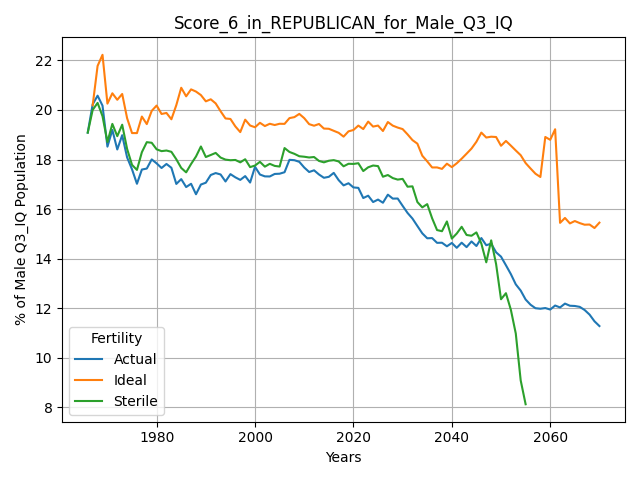 Score_6_in_REPUBLICAN_for_Male_Q3_IQ
% of Male Q3_IQ Population
22
20
18
16
14
12
10
8
Fertility
Actual
Ideal
Sterile
1980
2000
2020
2040
2060
Years